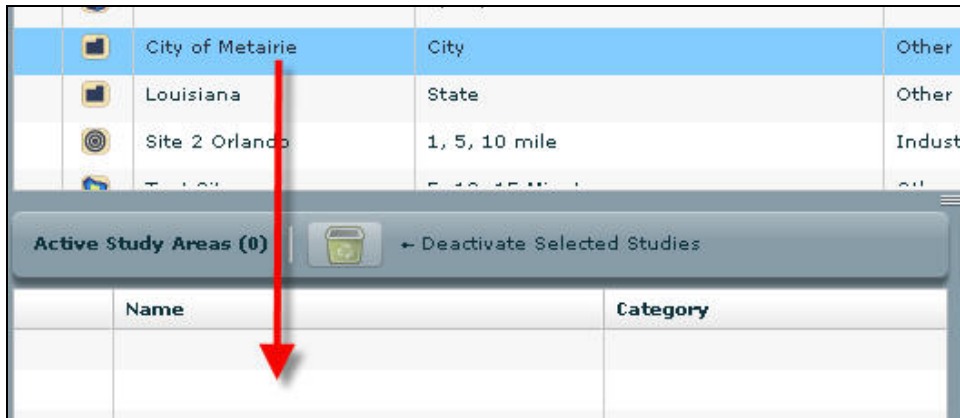 City of Metairie City Other
Louisiana State Other
Site 2 Orlando 1, 5, 10 mile Indust
Active Study Areas (0) ← Deactivate Selected Studies
Name Category